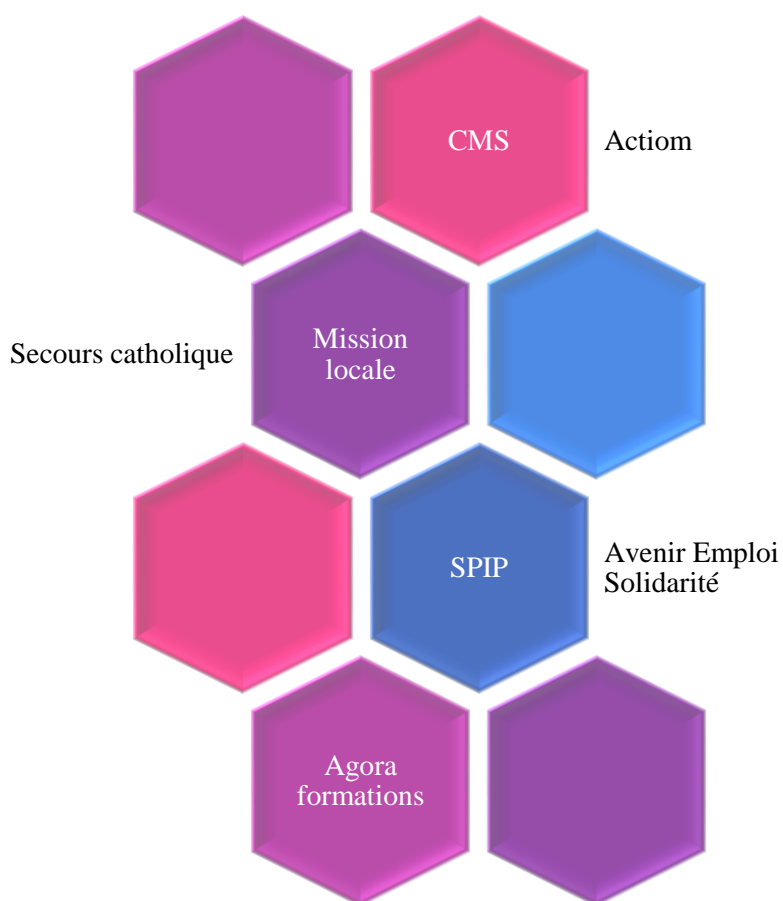 CMS
Actiom
Secours catholique
Mission
locale
SPIP
Avenir Emploi
Solidarité
Agora
formations